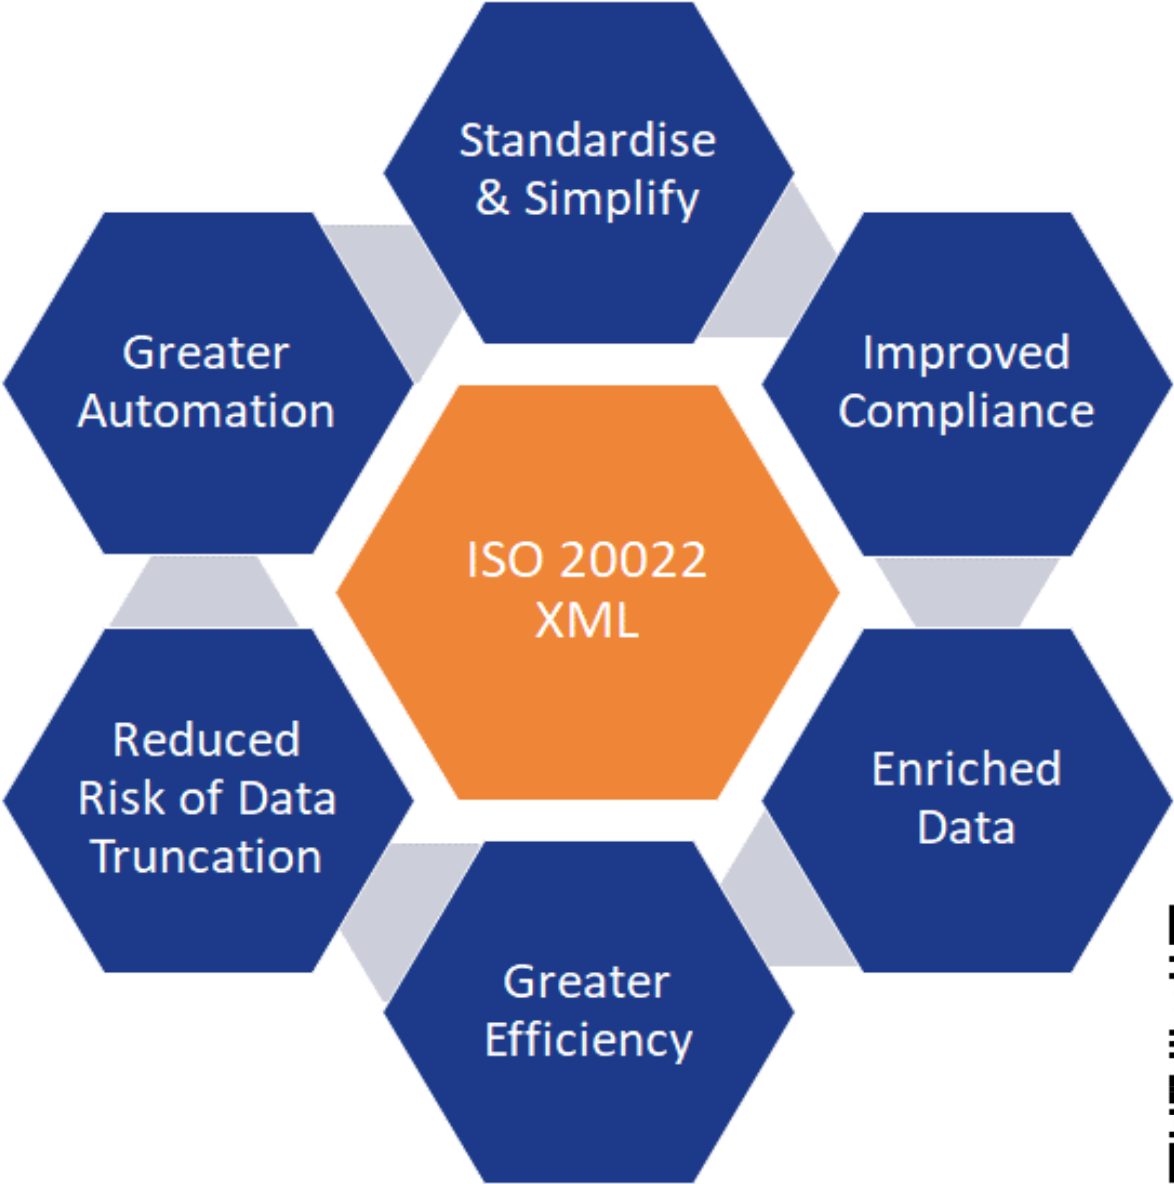 Standardise
& Simplify
Improved
Compliance
Enriched
Data
Greater
Efficiency
Reduced
Risk of Data
Truncation
Greater
Automation
ISO 20022
XML